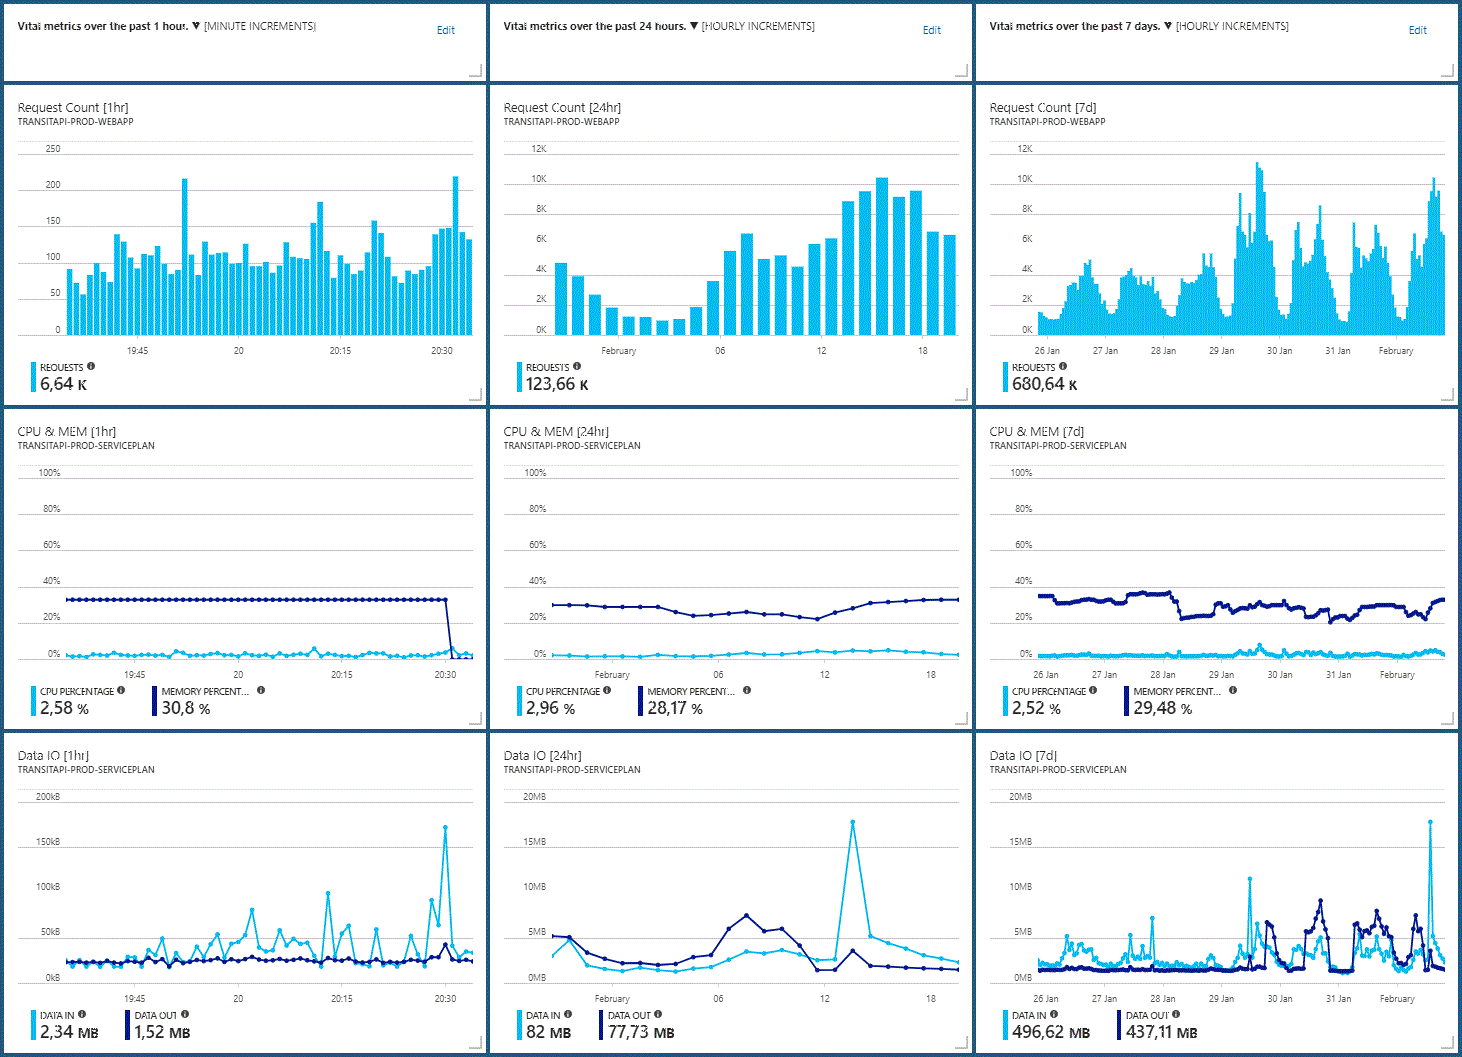 Vital metrics over the past 1 hour. ▼ [MINUTE INCREMENTS]
Edit
Vital metrics over the past 24 hours. ▼ [HOURLY INCREMENTS]
Edit
Vital metrics over the past 7 days. ▼ [HOURLY INCREMENTS]
Edit
Request Count [1hr]
TRANSITAPI-PROD-WEBAPP
250
200
150
100
50
0
19:45 20 20:15 20:30
REQUESTS
6,64 K
Request Count [24hr]
TRANSITAPI-PROD-WEBAPP
12K
10K
8K
6K
4K
2K
0K
February 06 12 18
REQUESTS
123,66 K
Request Count [7d]
TRANSITAPI-PROD-WEBAPP
12K
10K
8K
6K
4K
2K
0K
26 Jan 27 Jan 28 Jan 29 Jan 30 Jan 31 Jan February
REQUESTS
680,64 K
CPU & MEM [1hr]
TRANSITAPI-PROD-SERVICEPLAN
100%
80%
60%
40%
20%
0%
19:45 20 20:15 20:30
CPU PERCENTAGE MEMORY PERCENT...
2,58 % 30,8 %
CPU & MEM [24hr]
TRANSITAPI-PROD-SERVICEPLAN
100%
80%
60%
40%
20%
0%
February 06 12 18
CPU PERCENTAGE MEMORY PERCENT...
2,96 % 28,17 %
CPU & MEM [7d]
TRANSITAPI-PROD-SERVICEPLAN
100%
80%
60%
40%
20%
0%
26 Jan 27 Jan 28 Jan 29 Jan 30 Jan 31 Jan February
CPU PERCENTAGE MEMORY PERCENT...
2,52 % 29,48 %
Data IO [1hr]
TRANSITAPI-PROD-SERVICEPLAN
200kB
150kB
100kB
50kB
0kB
19:45 20 20:15 20:30
DATA IN DATA OUT
2,34 MB 1,52 MB
Data IO [24hr]
TRANSITAPI-PROD-SERVICEPLAN
20MB
15MB
10MB
5MB
0MB
February 06 12 18
DATA IN DATA OUT
82 MB 77,73 MB
Data IO [7d]
TRANSITAPI-PROD-SERVICEPLAN
20MB
15MB
10MB
5MB
0MB
26 Jan 27 Jan 28 Jan 29 Jan 30 Jan 31 Jan February
DATA IN DATA OUT
496,62 MB 437,11 MB